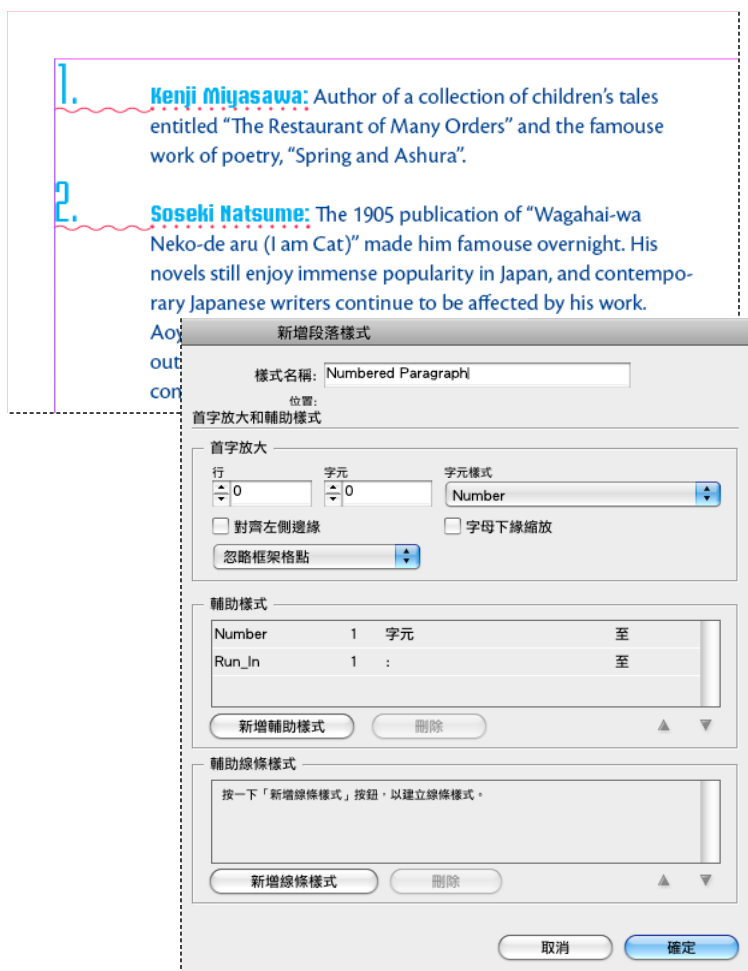 1.
Kenji Miyasawa: Author of a collection of children’s tales
entitled “The Restaurant of Many Orders” and the famouse
work of poetry, “Spring and Ashura”.
2.
Soseki Natsume: The 1905 publication of “Wagahai-wa
Neko-de aru (I am Cat)” made him famouse overnight. His
novels still enjoy immense popularity in Japan, and contempo-
rary Japanese writers continue to be affected by his work.
Aoy
out
con
新增段落樣式
樣式名稱: Numbered Paragraph
位置:
首字放大和輔助樣式
首字放大
行 字元 字元樣式
0 0 Number
對齊左側邊緣 字母下緣縮放
忽略框架格點
輔助樣式
Number 1 字元 至
Run_In 1 : 至
新增輔助樣式 刪除
輔助線條樣式
按一下「新增線條樣式」按鈕，以建立線條樣式。
新增線條樣式 刪除
取消 確定